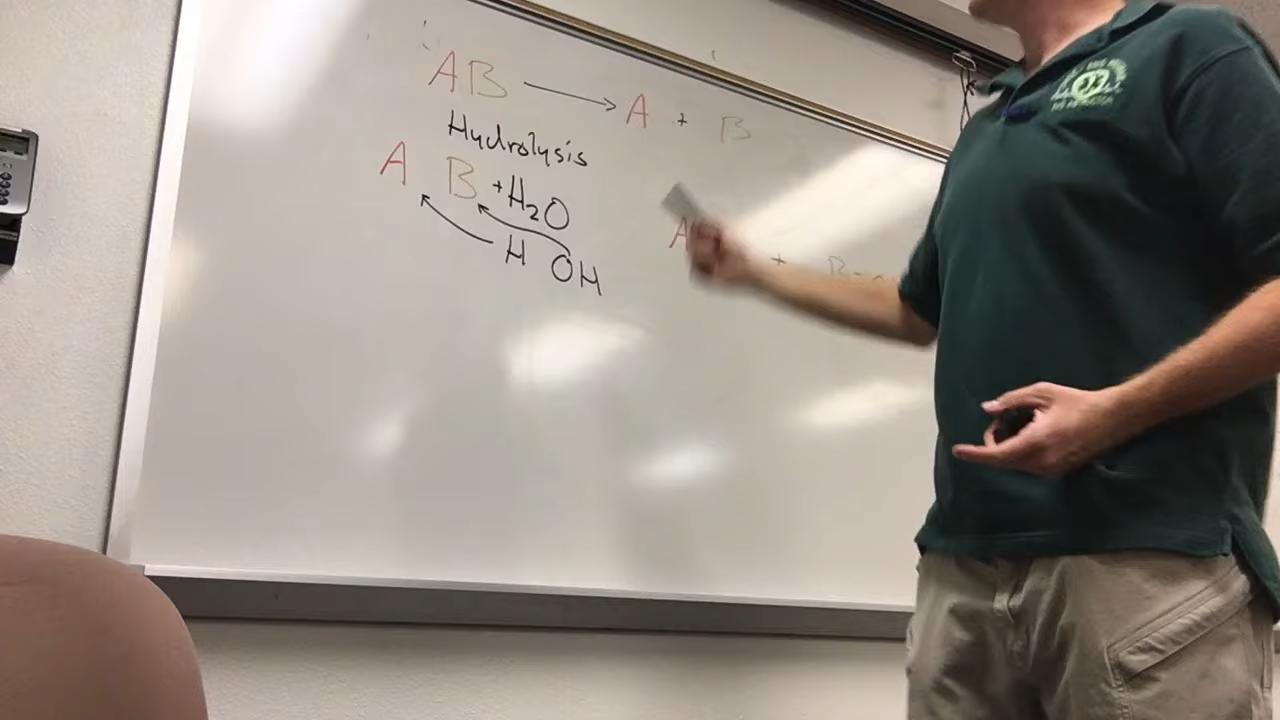 AB → A + B
Hydrolysis
A B + H₂O
A + B-
H OH